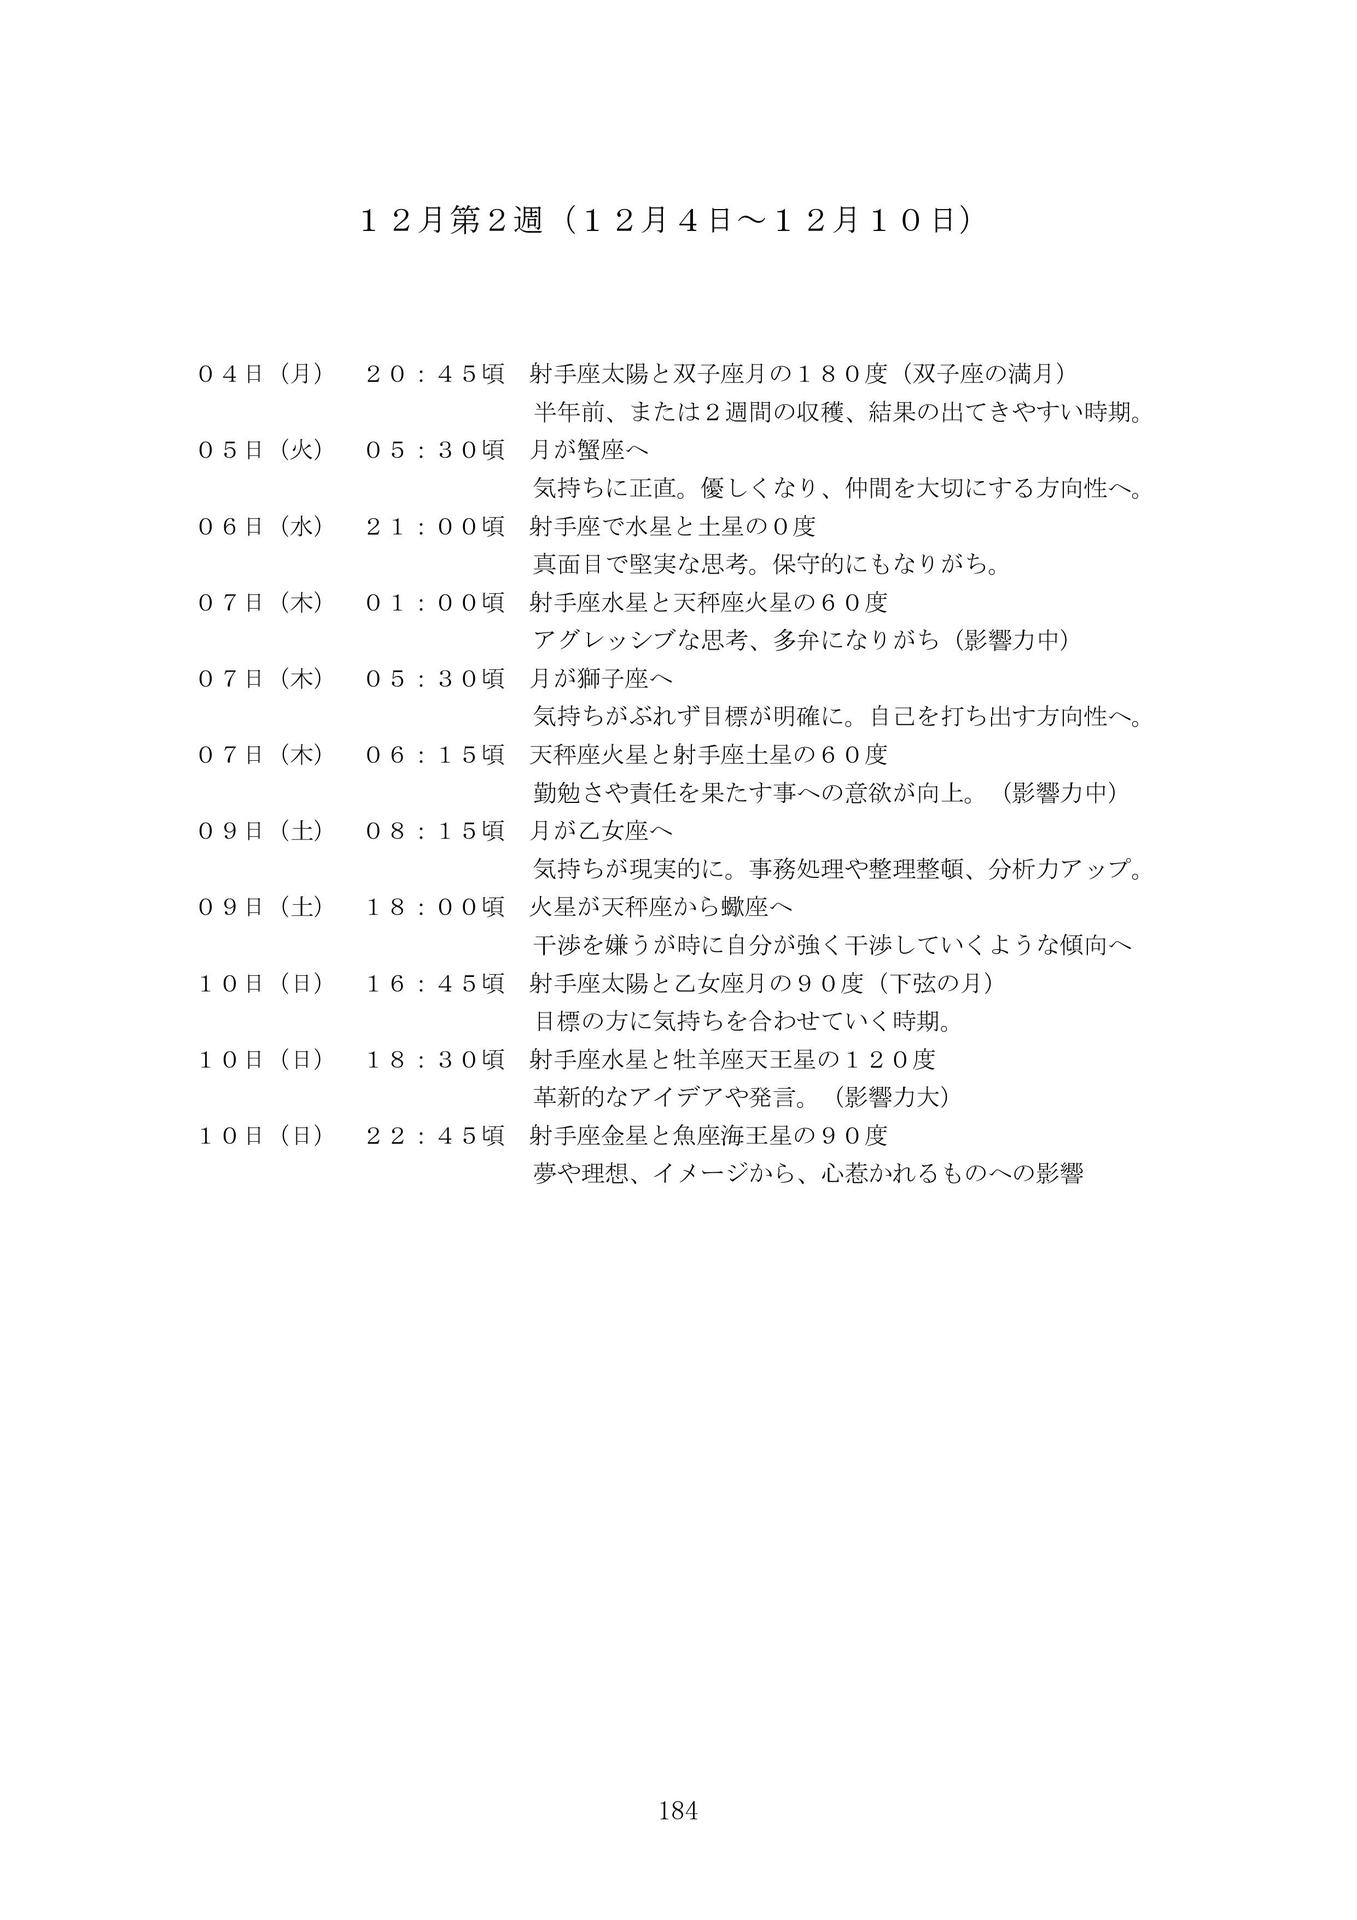 １２月第２週（１２月４日～１２月１０日）
０４日（月）　２０：４５頃　射手座太陽と双子座月の１８０度（双子座の満月）
半年前、または２週間の収穫、結果の出てきやすい時期。
０５日（火）　０５：３０頃　月が蟹座へ
気持ちに正直。優しくなり、仲間を大切にする方向性へ。
０６日（水）　２１：００頃　射手座で水星と土星の０度
真面目で堅実な思考。保守的にもなりがち。
０７日（木）　０１：００頃　射手座水星と天秤座火星の６０度
アグレッシブな思考、多弁になりがち（影響力中）
０７日（木）　０５：３０頃　月が獅子座へ
気持ちがぶれず目標が明確に。自己を打ち出す方向性へ。
０７日（木）　０６：１５頃　天秤座火星と射手座土星の６０度
勤勉さや責任を果たす事への意欲が向上。（影響力中）
０９日（土）　０８：１５頃　月が乙女座へ
気持ちが現実的に。事務処理や整理整頓、分析力アップ。
０９日（土）　１８：００頃　火星が天秤座から蠍座へ
干渉を嫌うが時に自分が強く干渉していくような傾向へ
１０日（日）　１６：４５頃　射手座太陽と乙女座月の９０度（下弦の月）
目標の方に気持ちを合わせていく時期。
１０日（日）　１８：３０頃　射手座水星と牡羊座天王星の１２０度
革新的なアイデアや発言。（影響力大）
１０日（日）　２２：４５頃　射手座金星と魚座海王星の９０度
夢や理想、イメージから、心惹かれるものへの影響
184